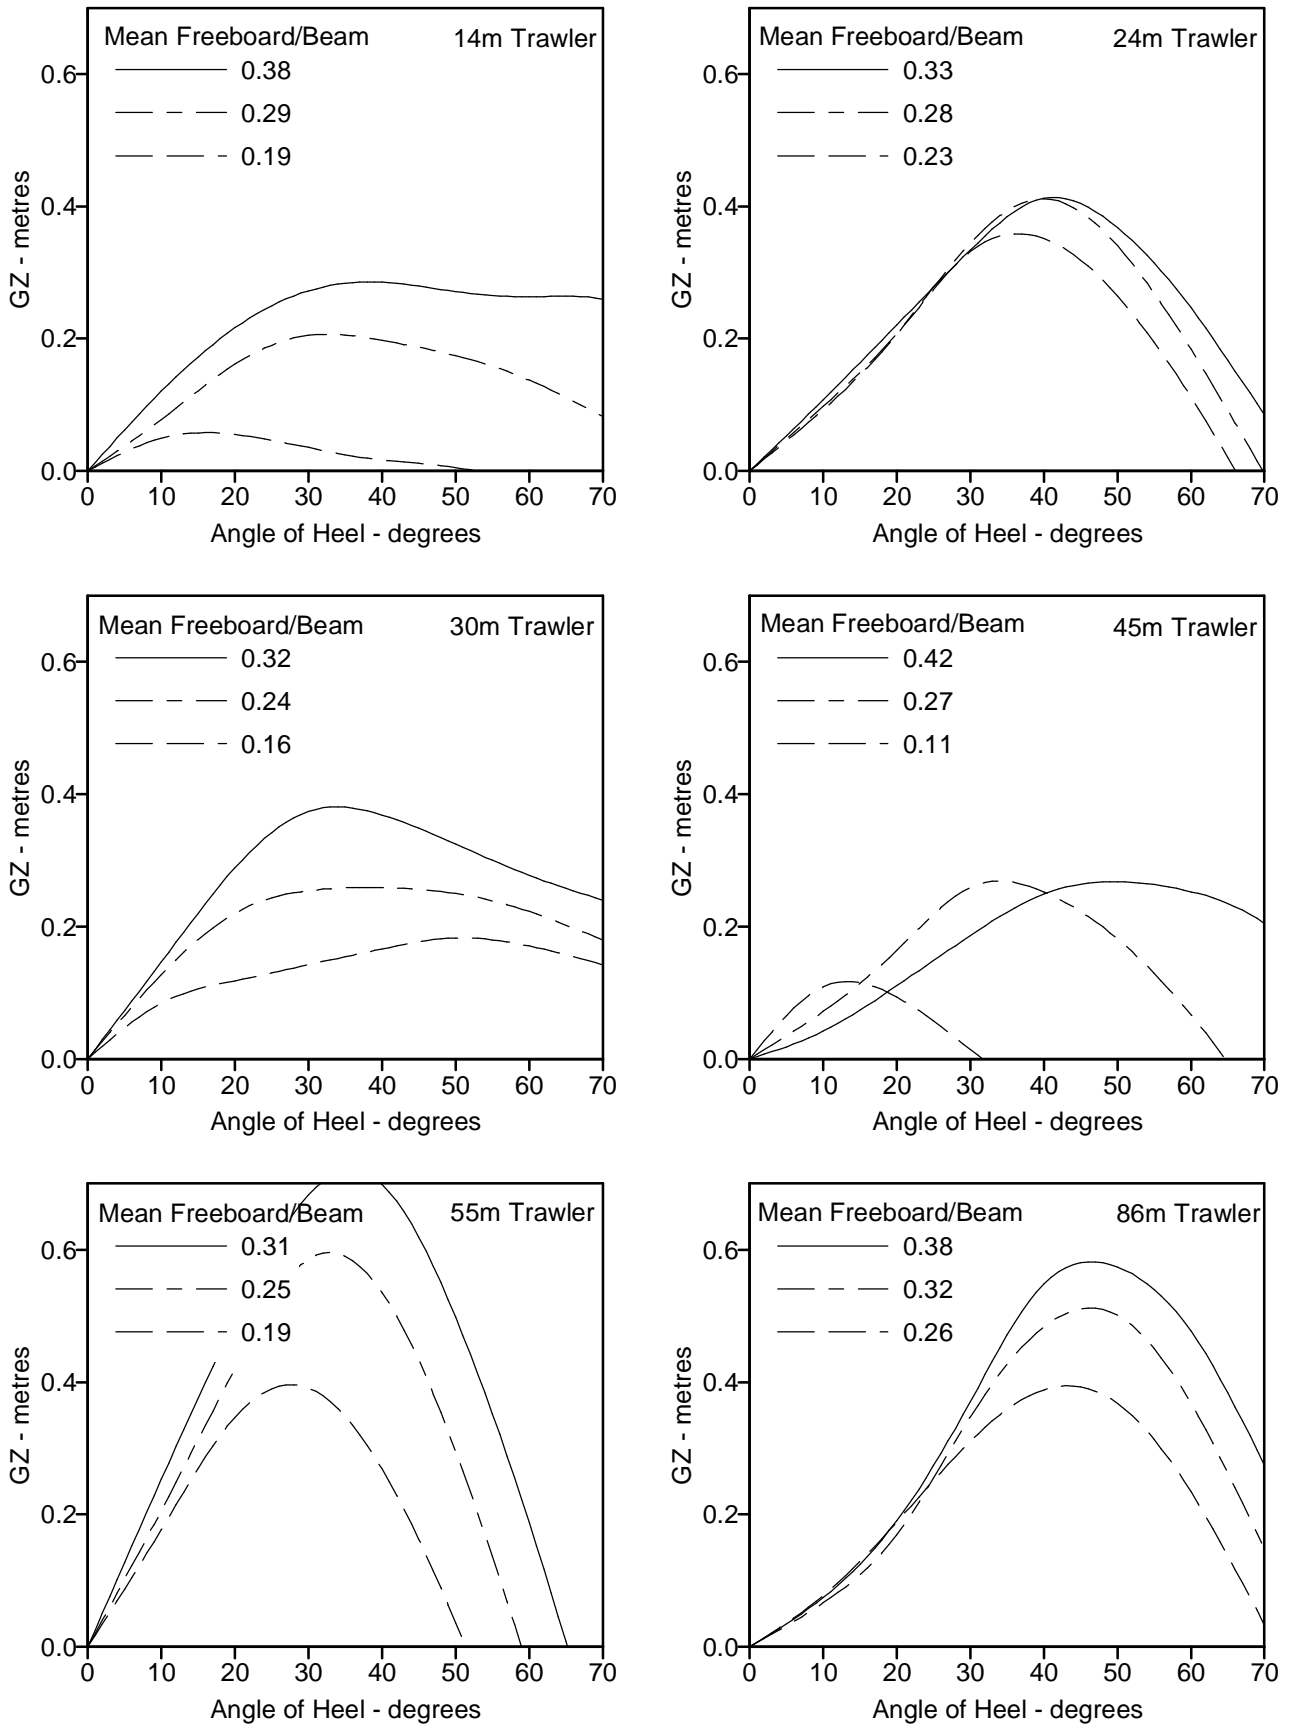 Mean Freeboard/Beam 14m Trawler
0.38
0.29
0.19
0.6
0.4
0.2
0.0
GZ - metres
0 10 20 30 40 50 60 70
Angle of Heel - degrees
Mean Freeboard/Beam 24m Trawler
0.33
0.28
0.23
0.6
0.4
0.2
0.0
GZ - metres
0 10 20 30 40 50 60 70
Angle of Heel - degrees
Mean Freeboard/Beam 30m Trawler
0.32
0.24
0.16
0.6
0.4
0.2
0.0
GZ - metres
0 10 20 30 40 50 60 70
Angle of Heel - degrees
Mean Freeboard/Beam 45m Trawler
0.42
0.27
0.11
0.6
0.4
0.2
0.0
GZ - metres
0 10 20 30 40 50 60 70
Angle of Heel - degrees
Mean Freeboard/Beam 55m Trawler
0.31
0.25
0.19
0.6
0.4
0.2
0.0
GZ - metres
0 10 20 30 40 50 60 70
Angle of Heel - degrees
Mean Freeboard/Beam 86m Trawler
0.38
0.32
0.26
0.6
0.4
0.2
0.0
GZ - metres
0 10 20 30 40 50 60 70
Angle of Heel - degrees